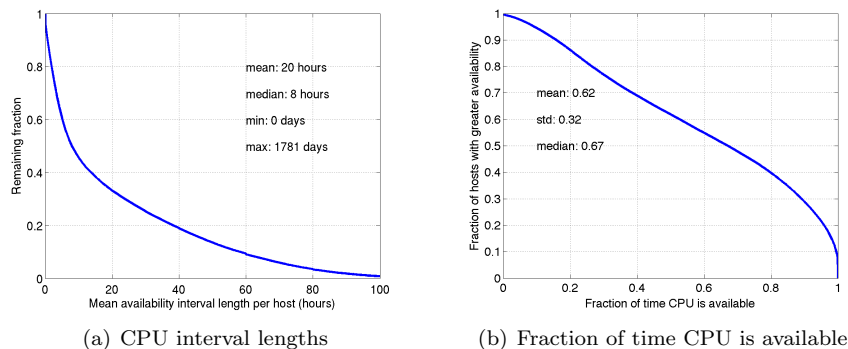 1
0.8
0.6
0.4
0.2
0
0 20 40 60 80 100
Remaining fraction
mean: 20 hours
median: 8 hours
min: 0 days
max: 1781 days
Mean availability interval length per host (hours)
(a) CPU interval lengths
1
0.9
0.8
0.7
0.6
0.5
0.4
0.3
0.2
0.1
0
0 0.2 0.4 0.6 0.8 1
Fraction of hosts with greater availability
mean: 0.62
std: 0.32
median: 0.67
Fraction of time CPU is available
(b) Fraction of time CPU is available